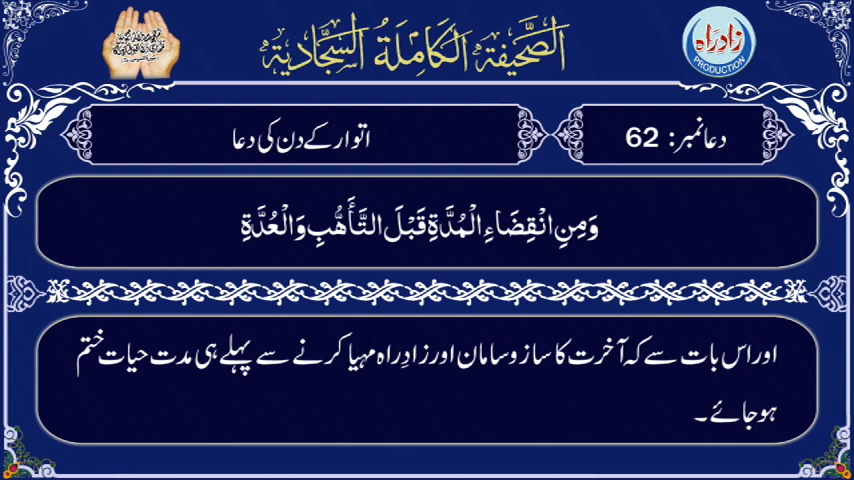 الصَّحِيفَة الكَامِلَةُ السَجَّادِية
زادِراہ
PRODUCTION
دعا نمبر: 62
اتوار کے دن کی دعا
وَمِنِ انْقِضَاءِ الْمُدَّةِ قَبْلَ التَّأَهُّبِ وَالْعُدَّةِ
اور اس بات سے کہ آخرت کا ساز و سامان اور زادِراہ مہیا کرنے سے پہلے ہی مدت حیات ختم
ہو جائے۔